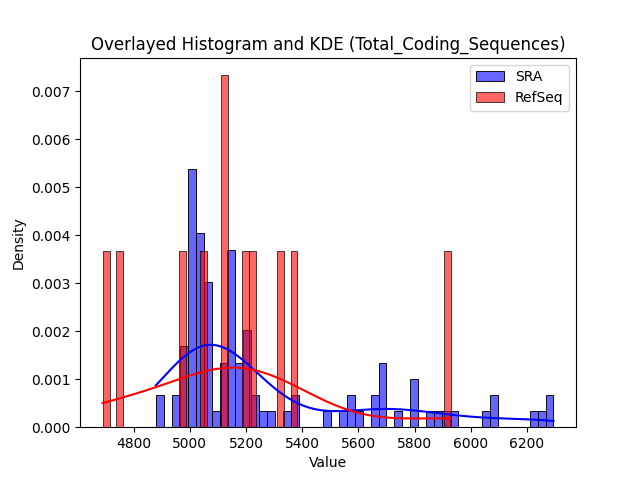 Overlayed Histogram and KDE (Total_Coding_Sequences)
SRA
RefSeq
0.007
0.006
0.005
0.004
0.003
0.002
0.001
0.000
Density
4800 5000 5200 5400 5600 5800 6000 6200
Value